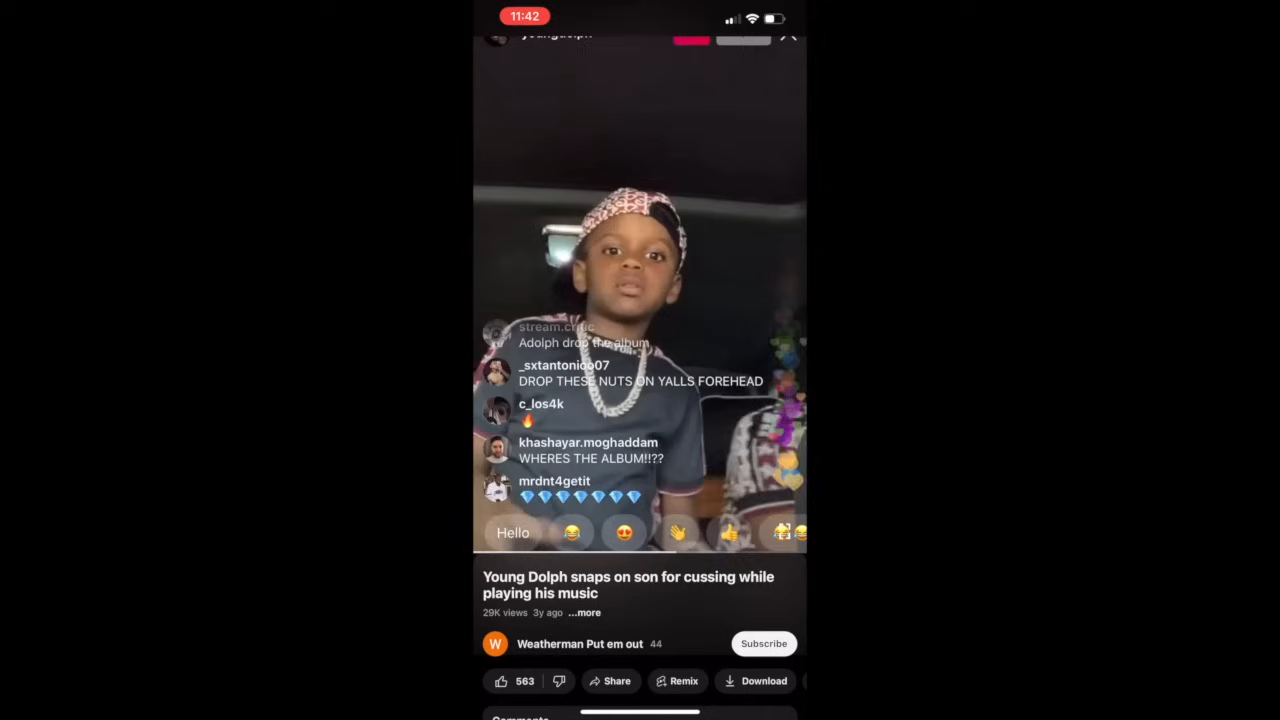 11:42
youngdolph
stream.critic
Adolph drop the album
_sxtantonioo07
DROP THESE NUTS ON YALLS FOREHEAD
c_los4k
🔥
khashayar.moghaddam
WHERES THE ALBUM!!??
mrdnt4getit
💎💎💎💎💎💎💎
Hello 😂 😍 👋 👍 😂
Young Dolph snaps on son for cussing while
playing his music
29K views 3y ago ...more
W Weatherman Put em out 44 Subscribe
563 Share Remix Download
Comments